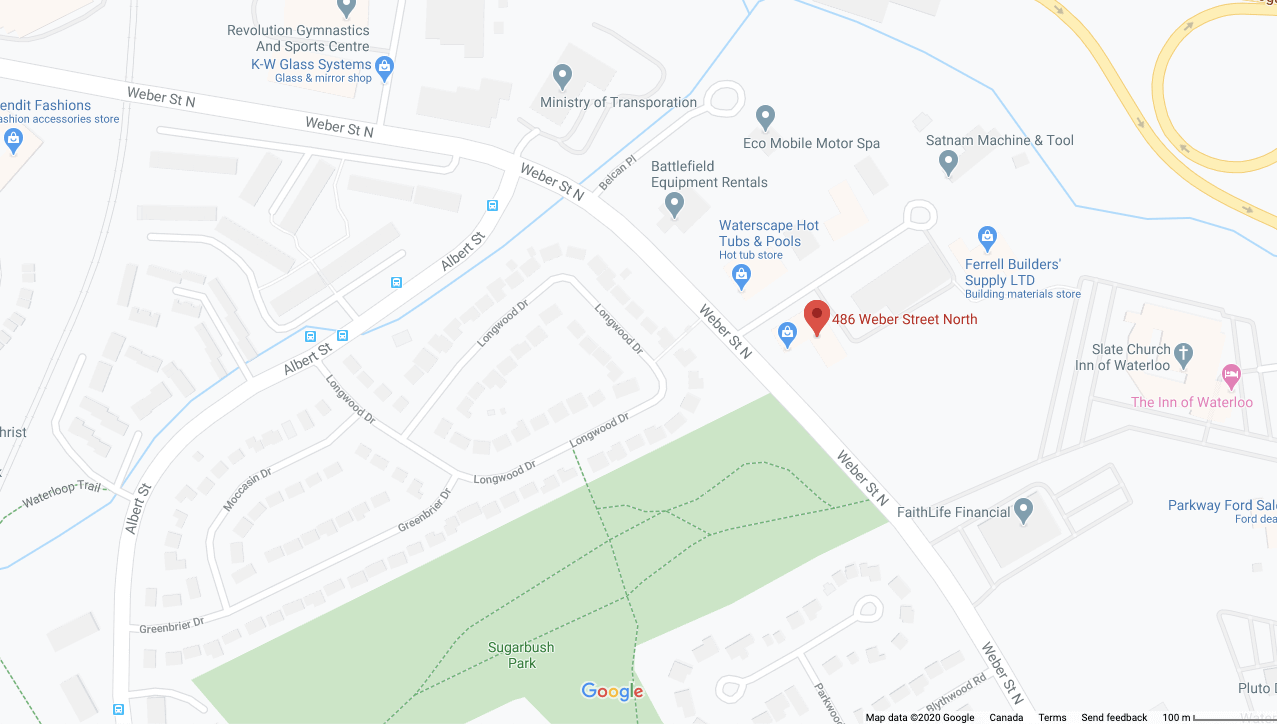 Revolution Gymnastics
And Sports Centre
K-W Glass Systems
Glass & mirror shop
Weber St N
Weber St N
endit Fashions
ashion accessories store
Ministry of Transporation
Eco Mobile Motor Spa
Satnam Machine & Tool
Weber St N
Belcan Pl
Battlefield
Equipment Rentals
Albert St
Waterscape Hot
Tubs & Pools
Hot tub store
Ferrell Builders'
Supply LTD
Building materials store
Longwood Dr
Longwood Dr
Weber St N
486 Weber Street North
Albert St
Slate Church
Inn of Waterloo
The Inn of Waterloo
Longwood Dr
Longwood Dr
hrist
Longwood Dr
Moccasin Dr
Weber St N
Waterloop-Trail
Albert St
Greenbrier Dr
FaithLife Financial
Parkway Ford Sale
Ford dea
Greenbrier Dr
Sugarbush
Park
Weber St N
Blythwood Rd
Parkwoo
Pluto D
Google
Map data ©2020 Google Canada Terms Send feedback 100 m